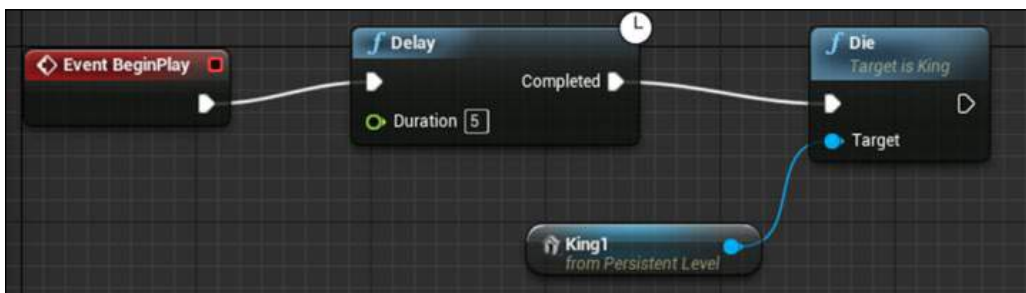 Event BeginPlay
f Delay
Completed
Duration 5
f Die
Target is King
Target
King1
from Persistent Level